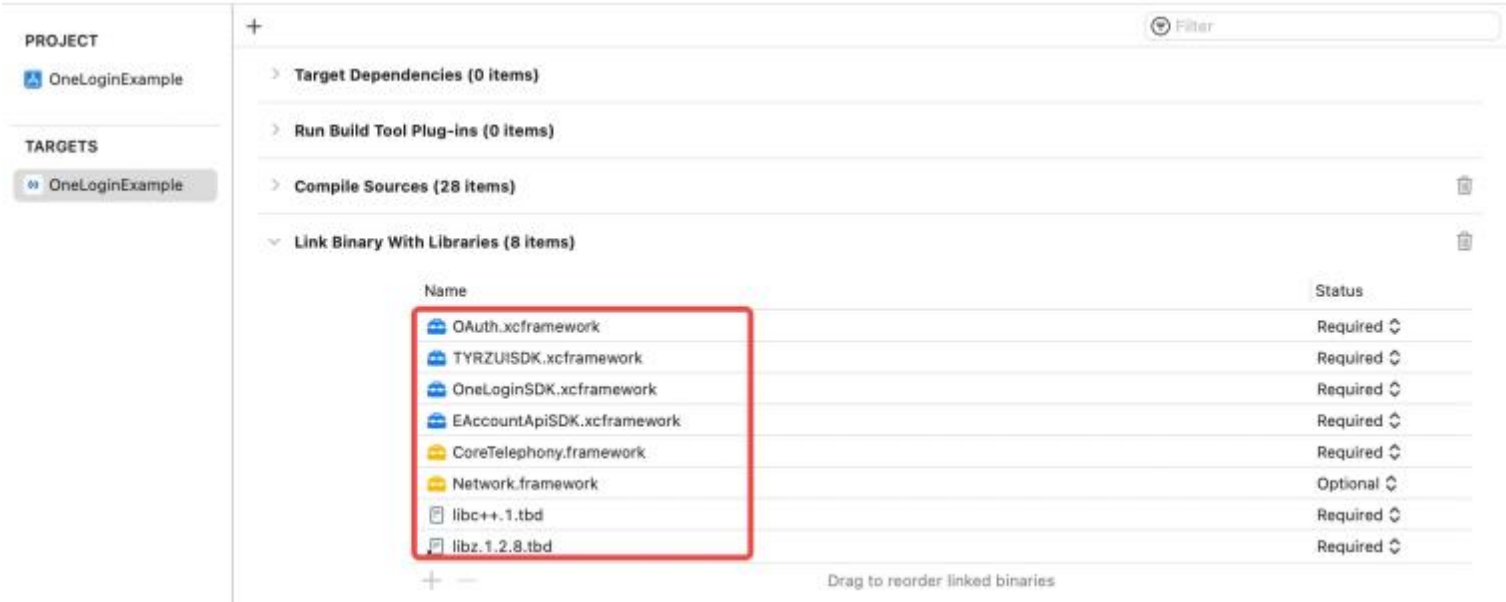 PROJECT
OneLoginExample
TARGETS
OneLoginExample
+
Filter
Target Dependencies (0 items)
Run Build Tool Plug-ins (0 items)
Compile Sources (28 items)
Link Binary With Libraries (8 items)
Name Status
OAuth.xcframework Required
TYRZUISDK.xcframework Required
OneLoginSDK.xcframework Required
EAccountApiSDK.xcframework Required
CoreTelephony.framework Required
Network.framework Optional
libc++.1.tbd Required
libz.1.2.8.tbd Required
+ — Drag to reorder linked binaries